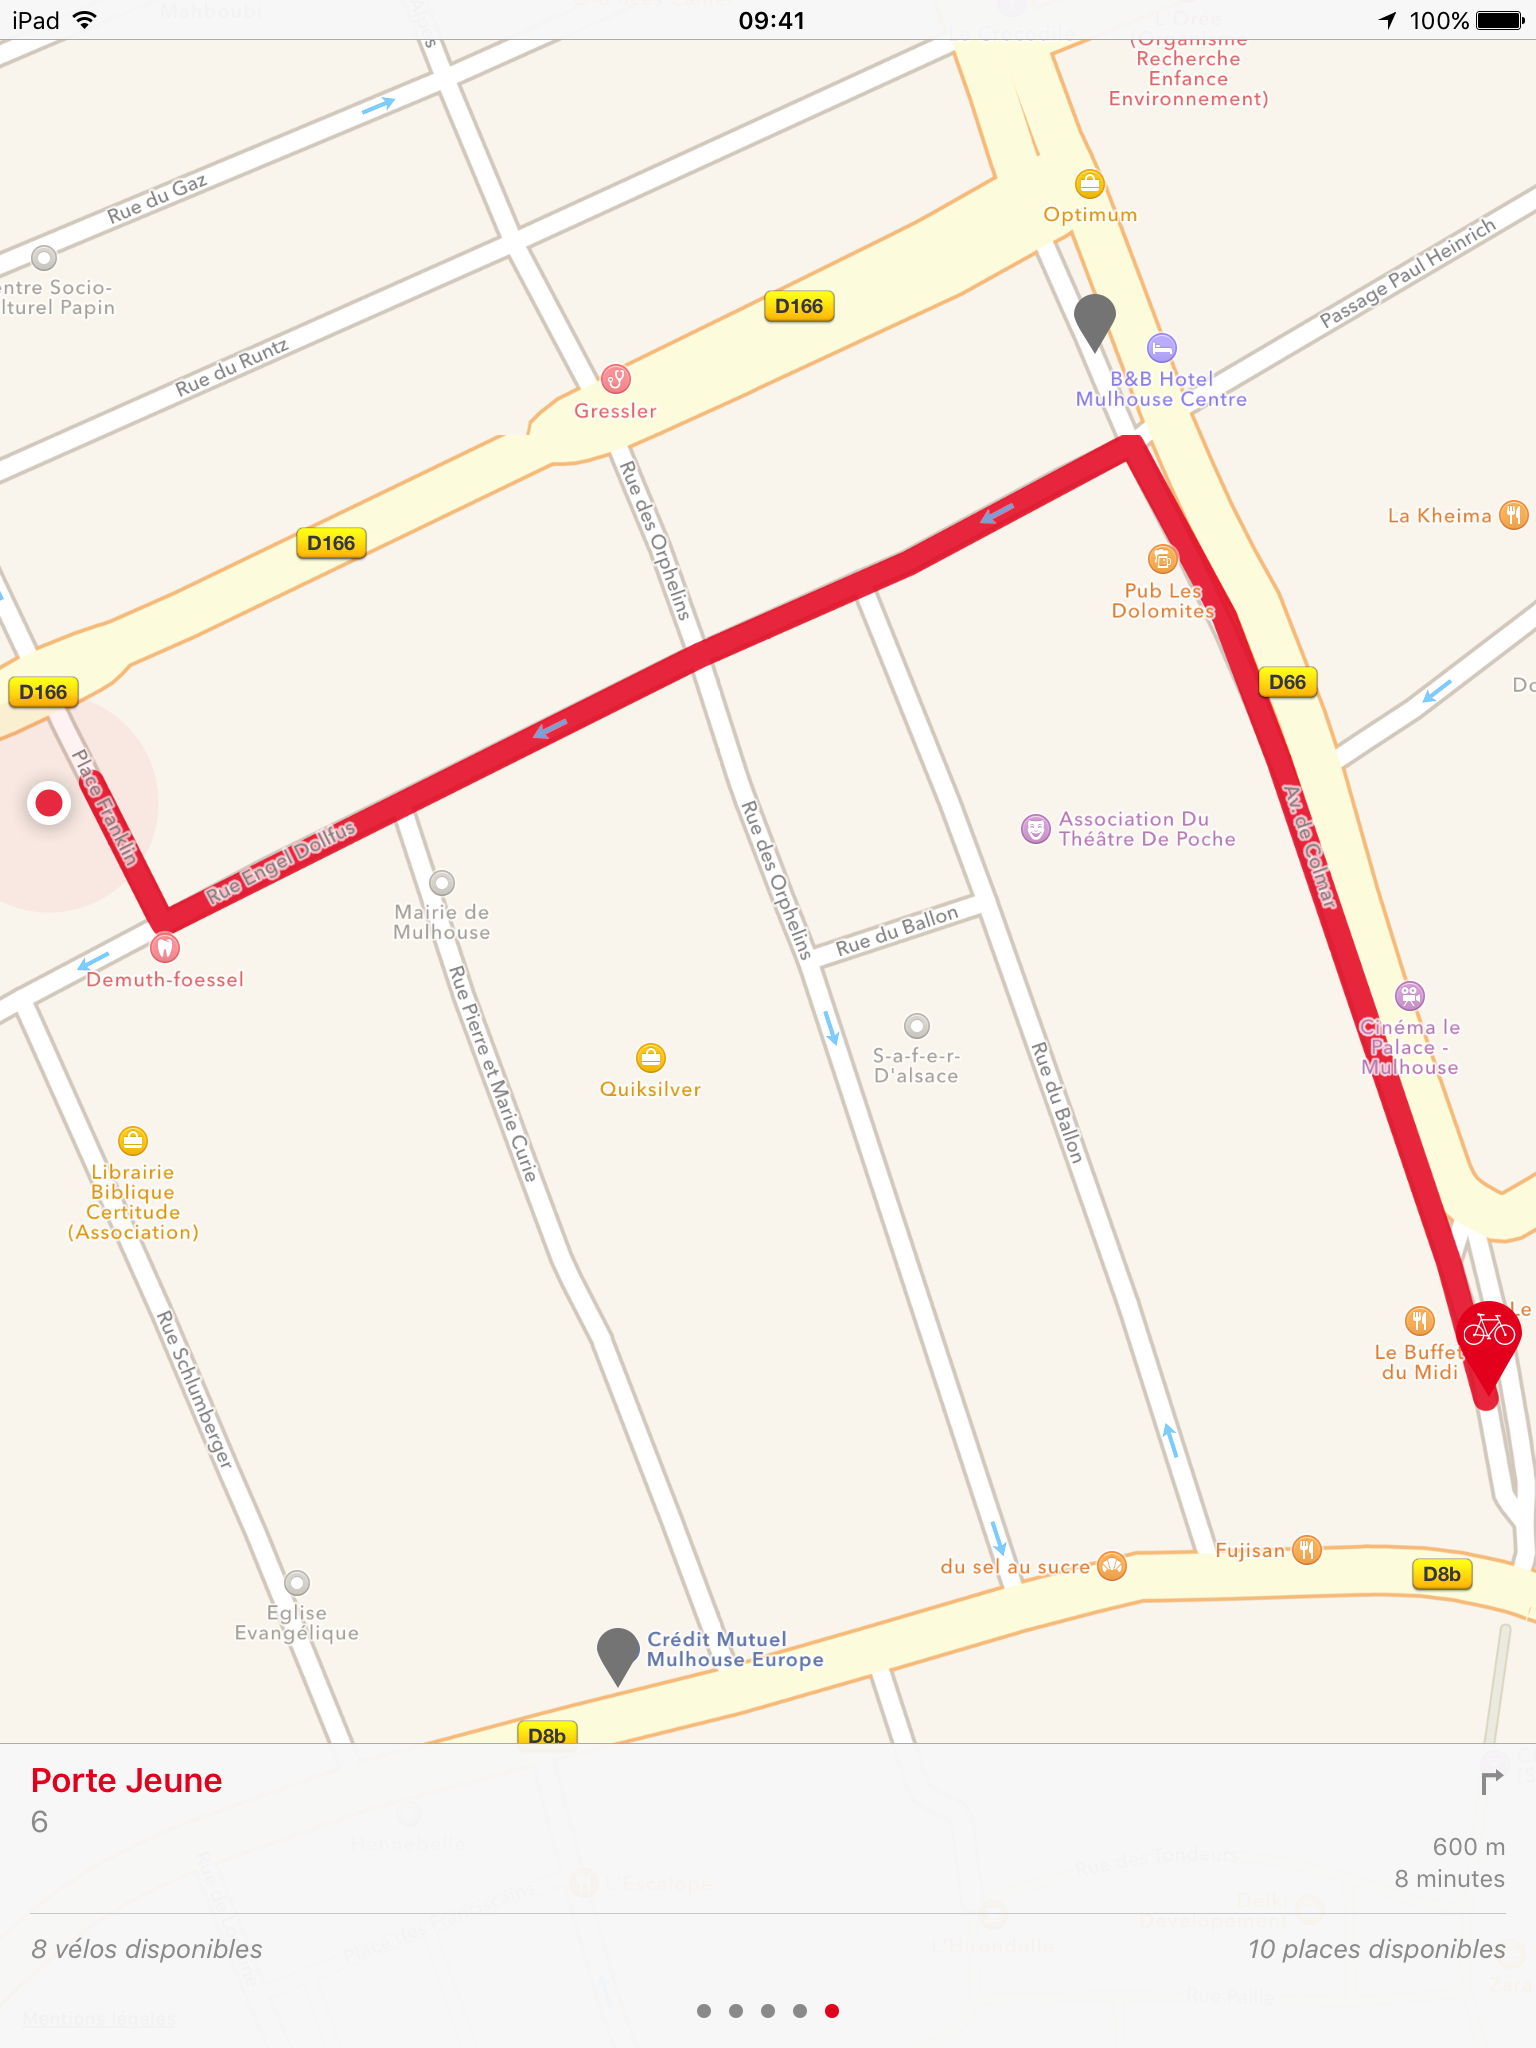 iPad
09:41
100%
(Organisme
Recherche
Enfance
Environnement)
Rue du Gaz
Optimum
Passage Paul Heinrich
entre Socio-
lturel Papin
D166
Rue du Runtz
B&B Hotel
Mulhouse Centre
Gressler
Rue des Orphelins
La Kheima
D166
Pub Les
Dolomites
D166
D66
Place Franklin
Av. de Colmar
Rue Engel Dollfus
Rue des Orphelins
Association Du
Théâtre De Poche
Mairie de
Mulhouse
Rue du Ballon
Demuth-foessel
Rue Pierre et Marie Curie
Cinéma le
Palace -
Mulhouse
S-a-f-e-r-
D'alsace
Rue du Ballon
Quiksilver
Librairie
Biblique
Certitude
(Association)
Rue Schlumberger
Le
Le Buffet
du Midi
du sel au sucre
Fujisan
D8b
Eglise
Evangélique
Crédit Mutuel
Mulhouse Europe
D8b
Porte Jeune
6
600 m
8 minutes
8 vélos disponibles
10 places disponibles
Mentions légales